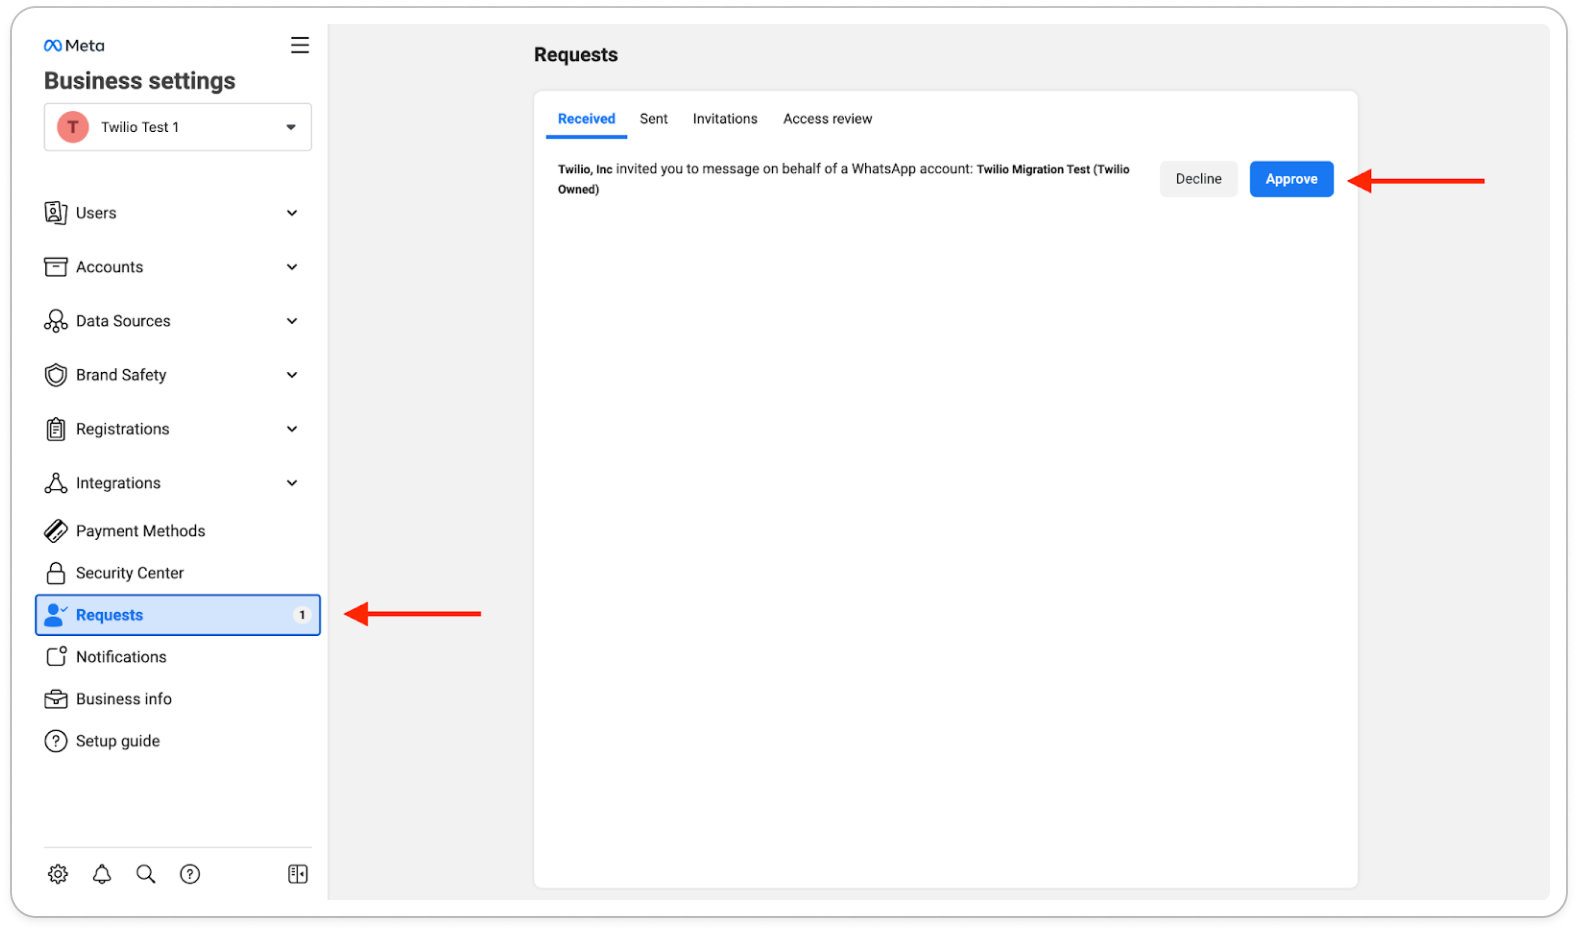 Meta
Business settings
T
Twilio Test 1
Users
Accounts
Data Sources
Brand Safety
Registrations
Integrations
Payment Methods
Security Center
Requests 1
Notifications
Business info
Setup guide
Requests
Received Sent Invitations Access review
Twilio, Inc invited you to message on behalf of a WhatsApp account: Twilio Migration Test (Twilio
Owned)
Decline Approve